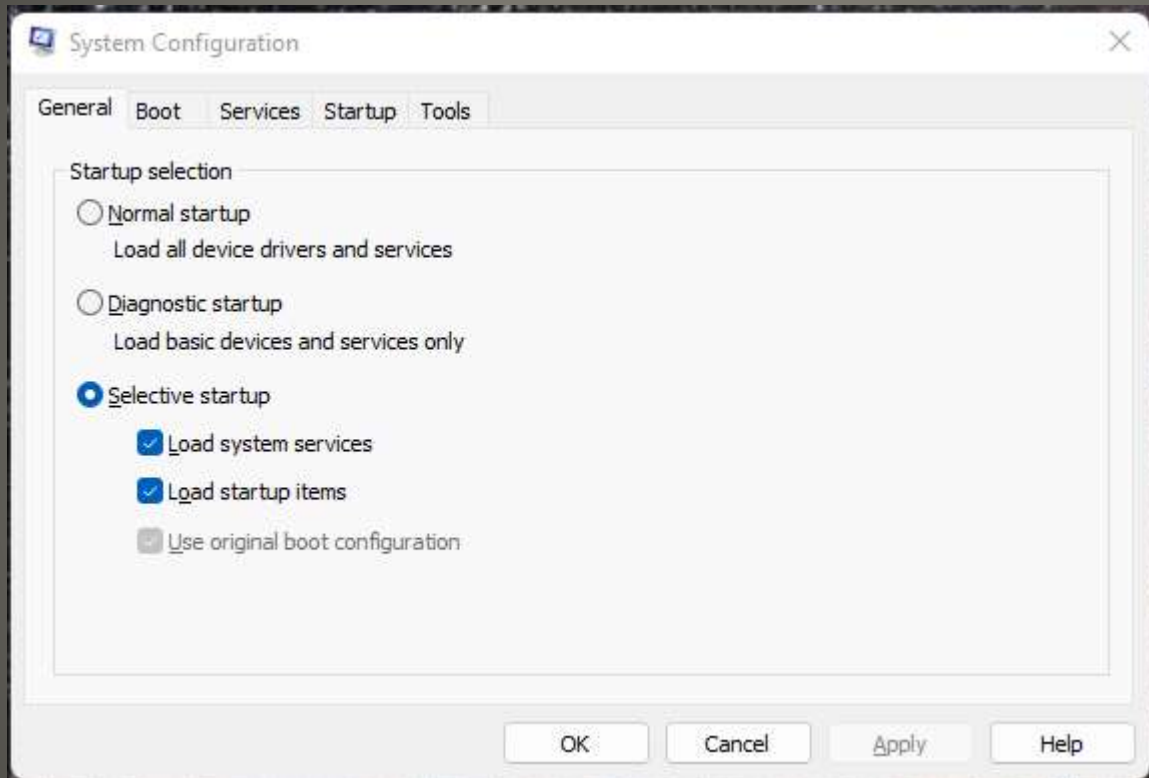 System Configuration
General Boot Services Startup Tools
Startup selection
Normal startup
Load all device drivers and services
Diagnostic startup
Load basic devices and services only
Selective startup
Load system services
Load startup items
Use original boot configuration
OK Cancel Apply Help